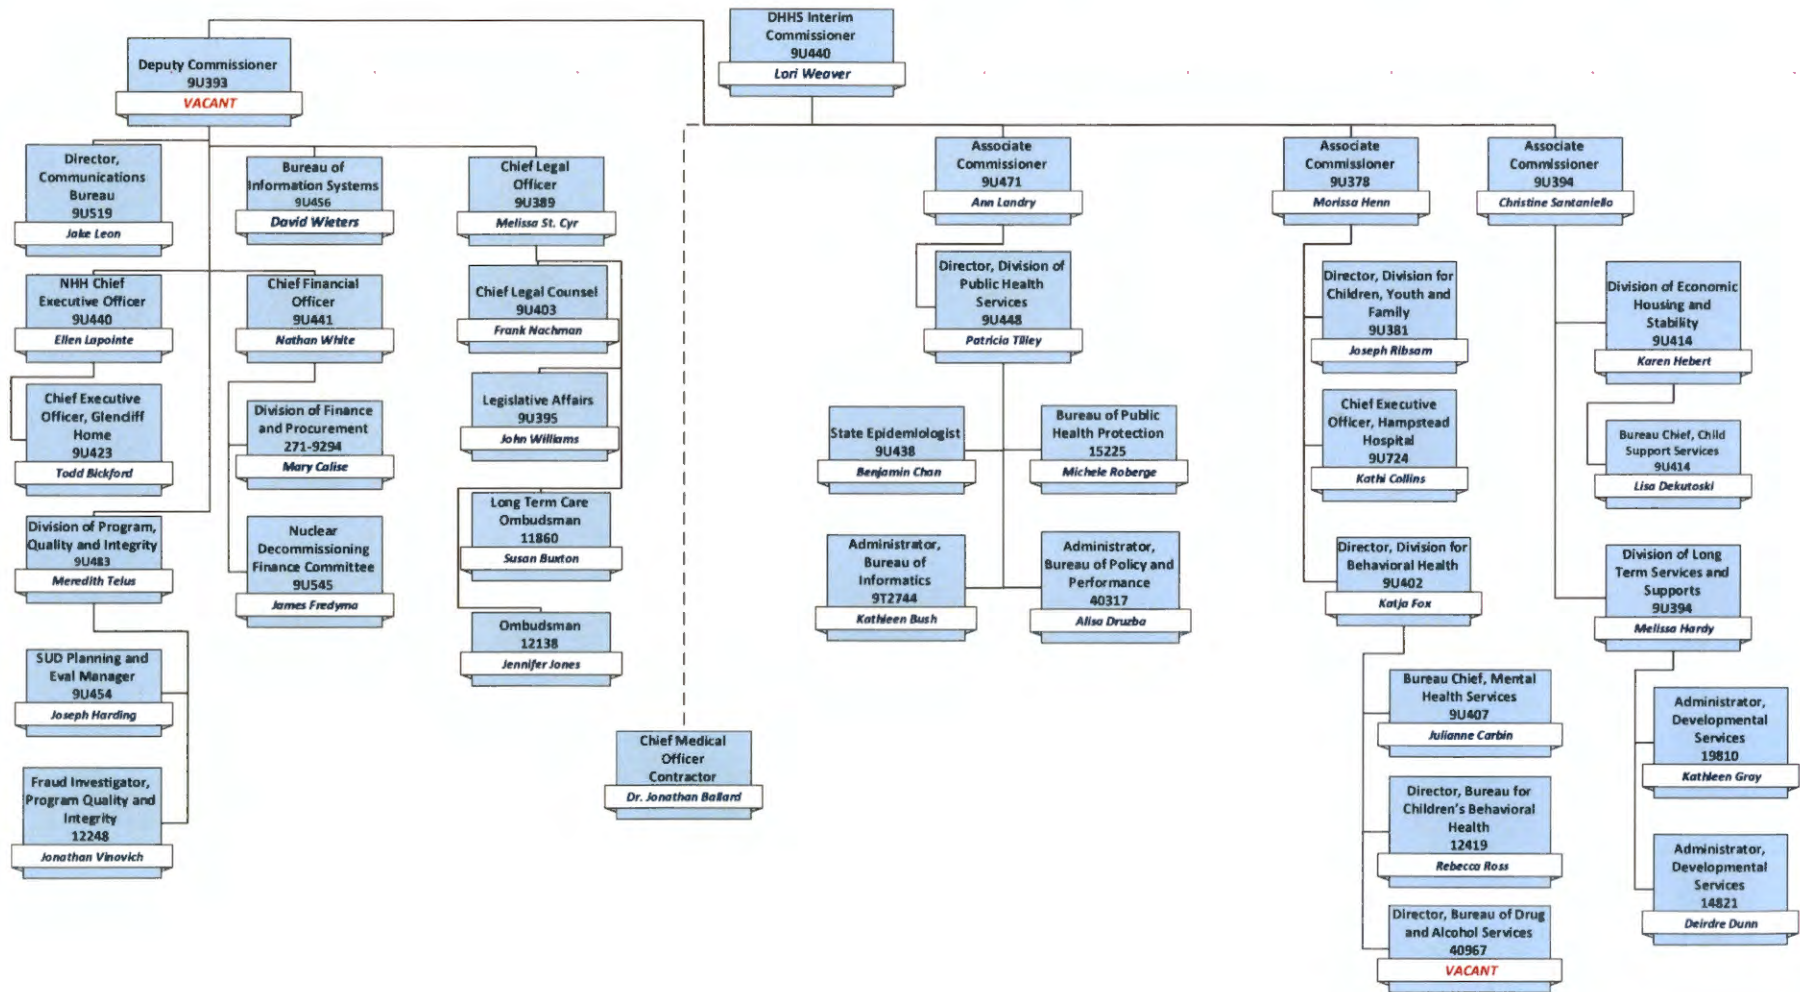 DHHS Interim
Commissioner
9U440
Lori Weaver
Deputy Commissioner
9U393
VACANT
Director,
Communications
Bureau
9U519
Jake Leon
Bureau of
Information Systems
9U456
David Wieters
Chief Legal
Officer
9U389
Melissa St. Cyr
NHH Chief
Executive Officer
9U440
Ellen Lapointe
Chief Financial
Officer
9U441
Nathan White
Chief Legal Counsel
9U403
Frank Nachman
Chief Executive
Officer, Glencliff
Home
9U423
Todd Bickford
Division of Finance
and Procurement
271-9294
Mary Calise
Legislative Affairs
9U395
John Williams
Division of Program,
Quality and Integrity
9U483
Meredith Telus
Nuclear
Decommissioning
Finance Committee
9U545
James Fredyma
Long Term Care
Ombudsman
11860
Susan Buxton
Ombudsman
12138
Jennifer Jones
SUD Planning and
Eval Manager
9U454
Joseph Harding
Fraud Investigator,
Program Quality and
Integrity
12248
Jonathan Vinovich
Chief Medical
Officer
Contractor
Dr. Jonathan Ballard
Associate
Commissioner
9U471
Ann Landry
Director, Division of
Public Health
Services
9U448
Patricia Tilley
State Epidemiologist
9U438
Benjamin Chan
Bureau of Public
Health Protection
15225
Michele Roberge
Administrator,
Bureau of
Informatics
9T2744
Kathleen Bush
Administrator,
Bureau of Policy and
Performance
40317
Alisa Druzba
Associate
Commissioner
9U378
Morissa Henn
Director, Division for
Children, Youth and
Family
9U381
Joseph Ribsam
Chief Executive
Officer, Hampstead
Hospital
9U724
Kathi Collins
Director, Division for
Behavioral Health
9U402
Katja Fox
Bureau Chief, Mental
Health Services
9U407
Julianne Carbin
Director, Bureau for
Children's Behavioral
Health
12419
Rebecca Ross
Director, Bureau of Drug
and Alcohol Services
40967
VACANT
Associate
Commissioner
9U394
Christine Santaniello
Division of Economic
Housing and
Stability
9U414
Karen Hebert
Bureau Chief, Child
Support Services
9U414
Lisa Dekutoski
Division of Long
Term Services and
Supports
9U394
Melissa Hardy
Administrator,
Developmental
Services
19810
Kathleen Gray
Administrator,
Developmental
Services
14821
Deirdre Dunn